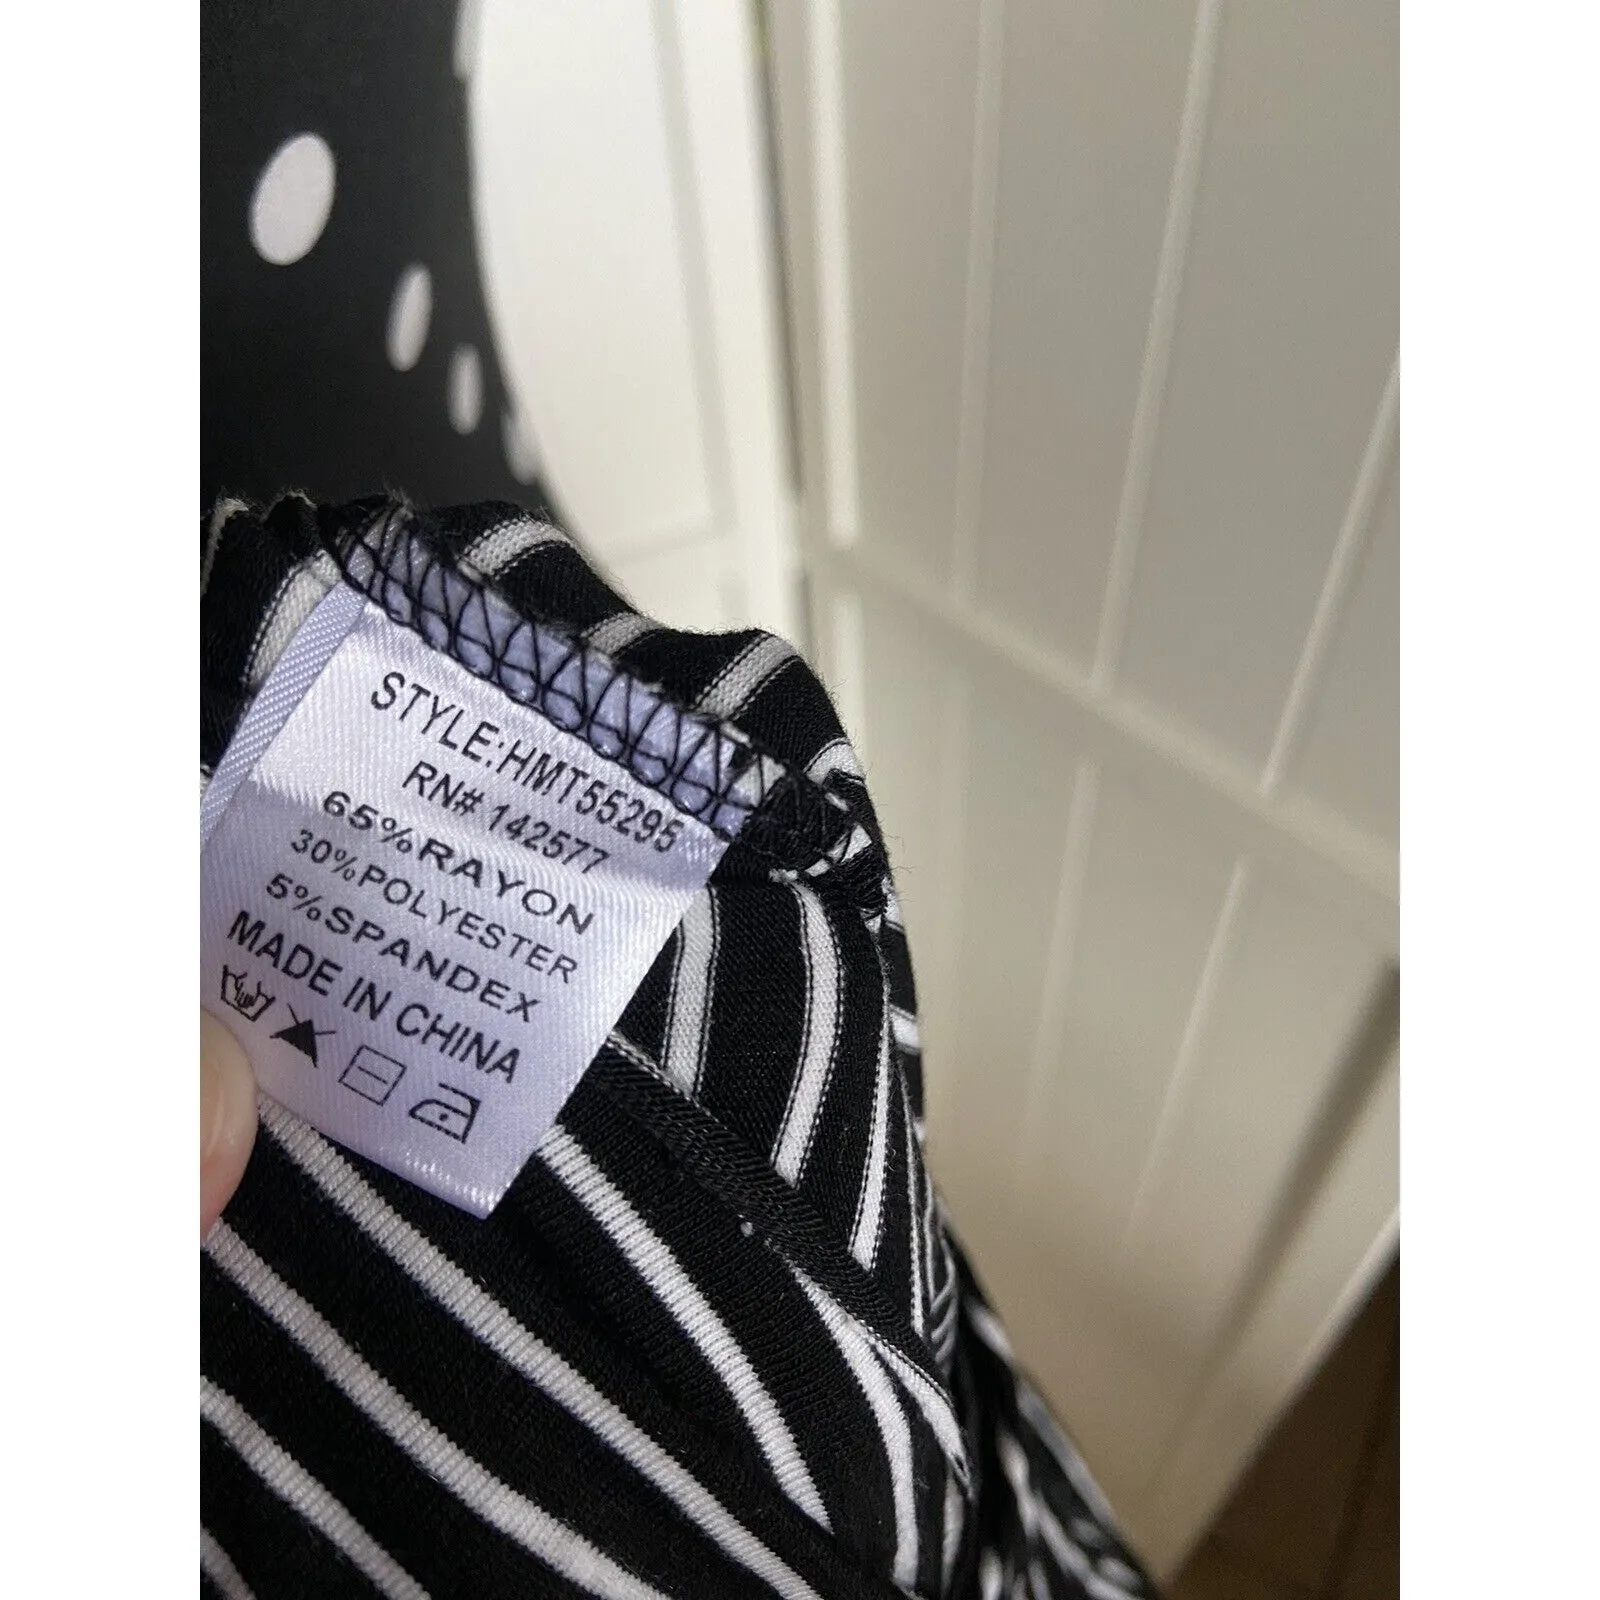 STYLE:HMT55295
RN# 142577
65%RAYON
30%POLYESTER
5%SPANDEX
MADE IN CHINA